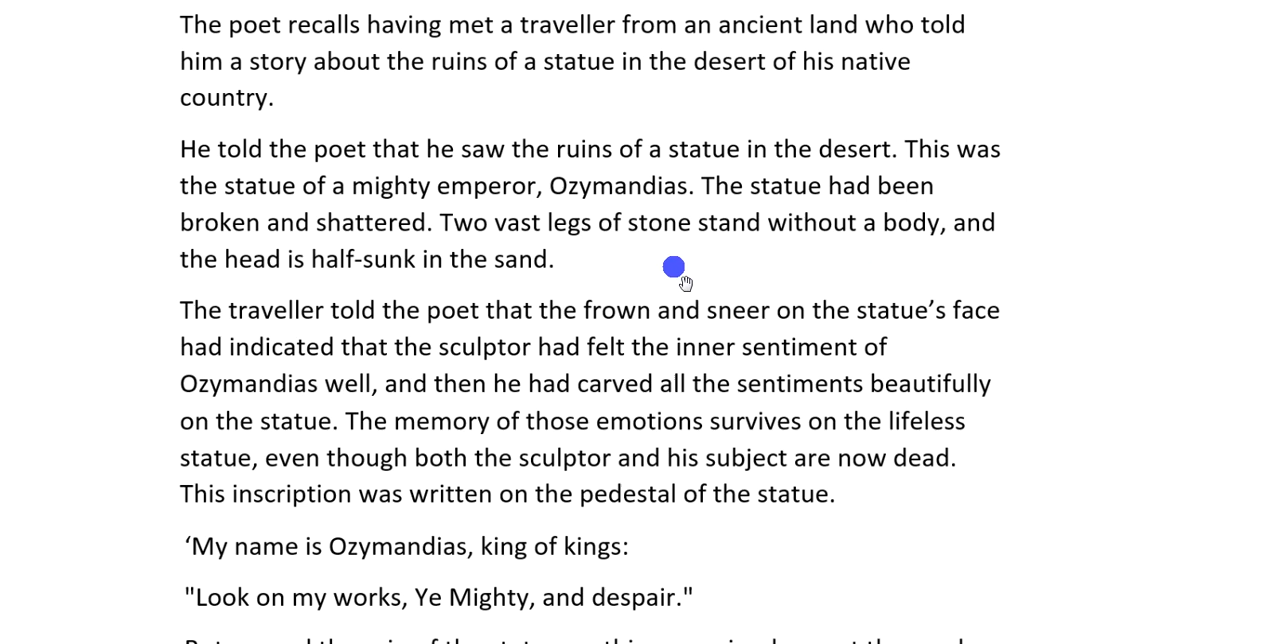 The poet recalls having met a traveller from an ancient land who told
him a story about the ruins of a statue in the desert of his native
country.
He told the poet that he saw the ruins of a statue in the desert. This was
the statue of a mighty emperor, Ozymandias. The statue had been
broken and shattered. Two vast legs of stone stand without a body, and
the head is half-sunk in the sand.
The traveller told the poet that the frown and sneer on the statue’s face
had indicated that the sculptor had felt the inner sentiment of
Ozymandias well, and then he had carved all the sentiments beautifully
on the statue. The memory of those emotions survives on the lifeless
statue, even though both the sculptor and his subject are now dead.
This inscription was written on the pedestal of the statue.
‘My name is Ozymandias, king of kings:
"Look on my works, Ye Mighty, and despair."